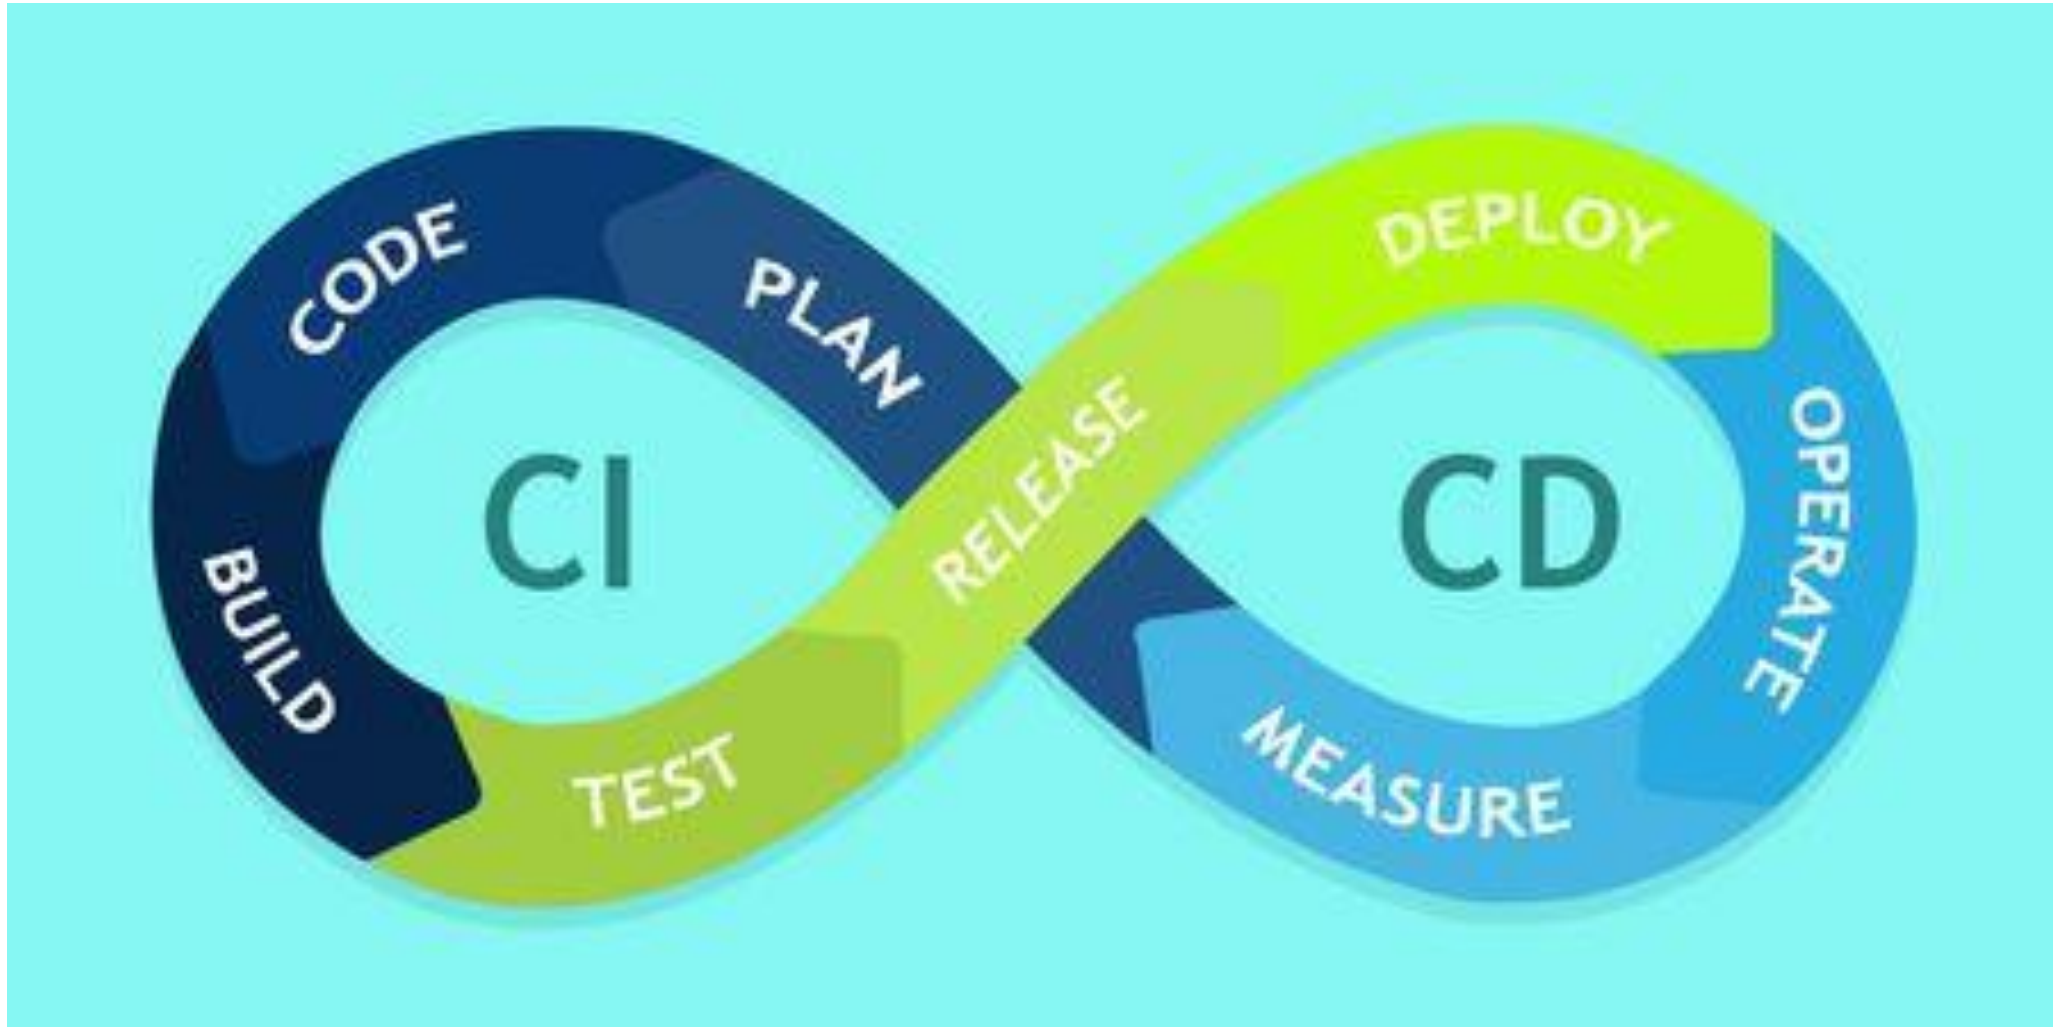 CODE
PLAN
BUILD
TEST
RELEASE
DEPLOY
OPERATE
MEASURE
CI
CD